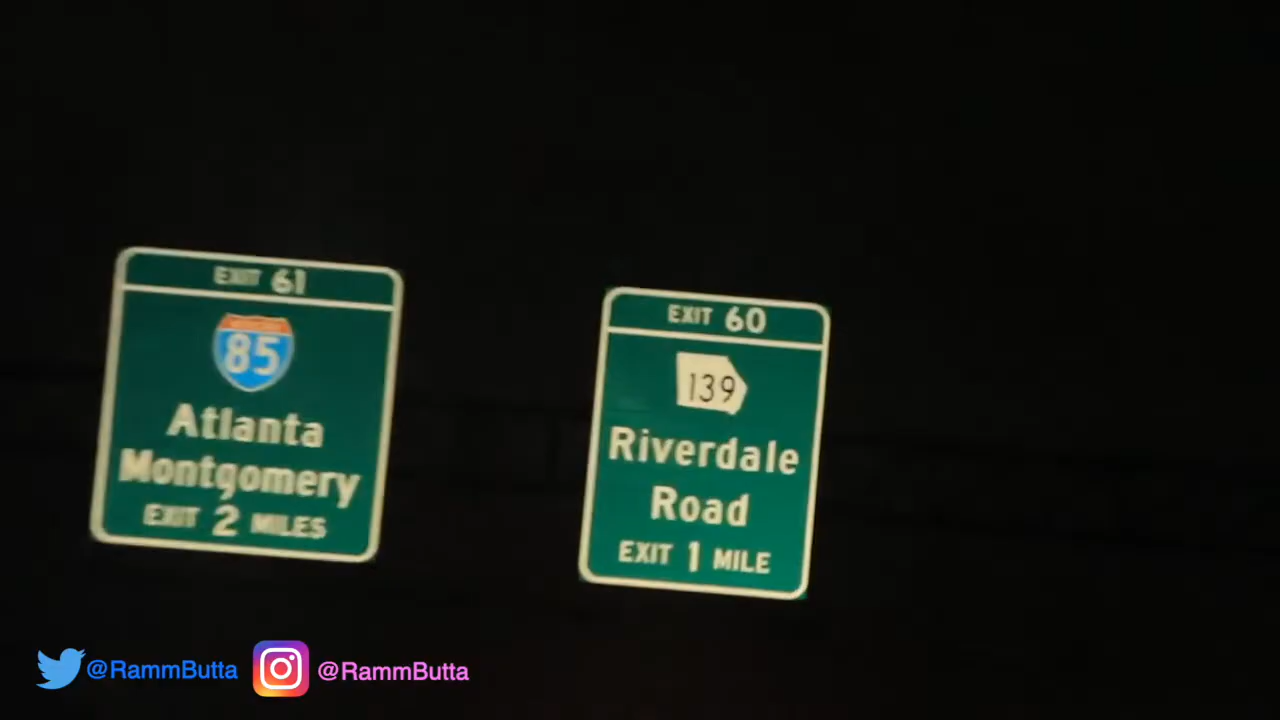 EXIT 61
85
Atlanta
Montgomery
EXIT 2 MILES
EXIT 60
139
Riverdale
Road
EXIT 1 MILE
@RammButta
@RammButta